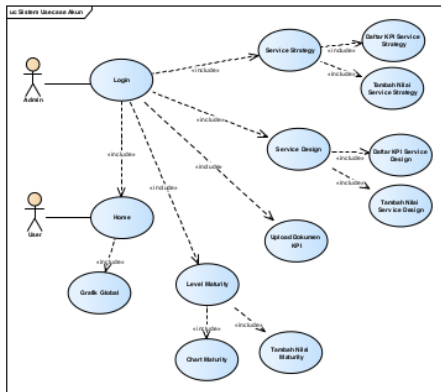 uc Sistem Usecase Akun
Daftar KPI Service
Strategy
Service Strategy
«include»
«include»
Tambah Nilai
Service Strategy
Login
«include»
Admin
«include»
Service Design
Daftar KPI Service
Design
«include»
«include»
Tambah Nilai
Service Design
«include»
«include»
«include»
Home
User
Upload Dokumen
KPI
«include»
Grafik Global
Level Maturity
«include»
«include»
Chart Maturity
Tambah Nilai
Maturity